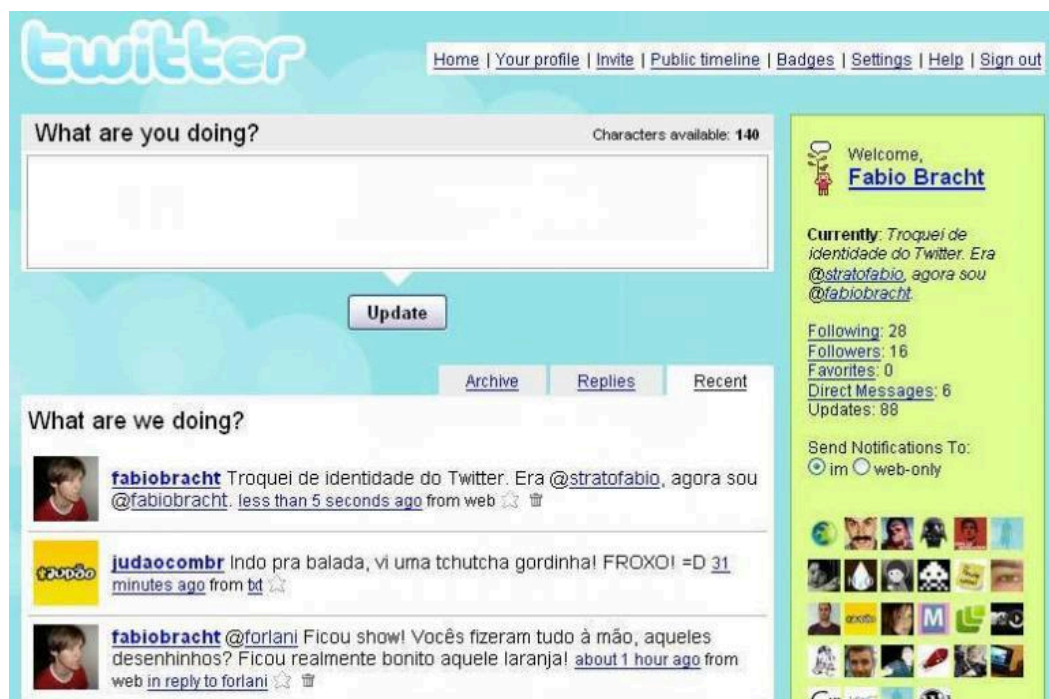 twitter
Home | Your profile | Invite | Public timeline | Badges | Settings | Help | Sign out
What are you doing?
Characters available: 140
Update
Archive
Replies
Recent
What are we doing?
fabiobracht Troquei de identidade do Twitter. Era @stratofabio, agora sou
@fabiobracht. less than 5 seconds ago from web
judaocombr Indo pra balada, vi uma tchutcha gordinha! FROXO! =D 31
minutes ago from txt
fabiobracht @forlani Ficou show! Vocês fizeram tudo à mão, aqueles
desenhinhos? Ficou realmente bonito aquele laranja! about 1 hour ago from
web in reply to forlani
Welcome,
Fabio Bracht
Currently: Troquei de
identidade do Twitter. Era
@stratofabio, agora sou
@fabiobracht.
Following: 28
Followers: 16
Favorites: 0
Direct Messages: 6
Updates: 88
Send Notifications To:
im web-only
M